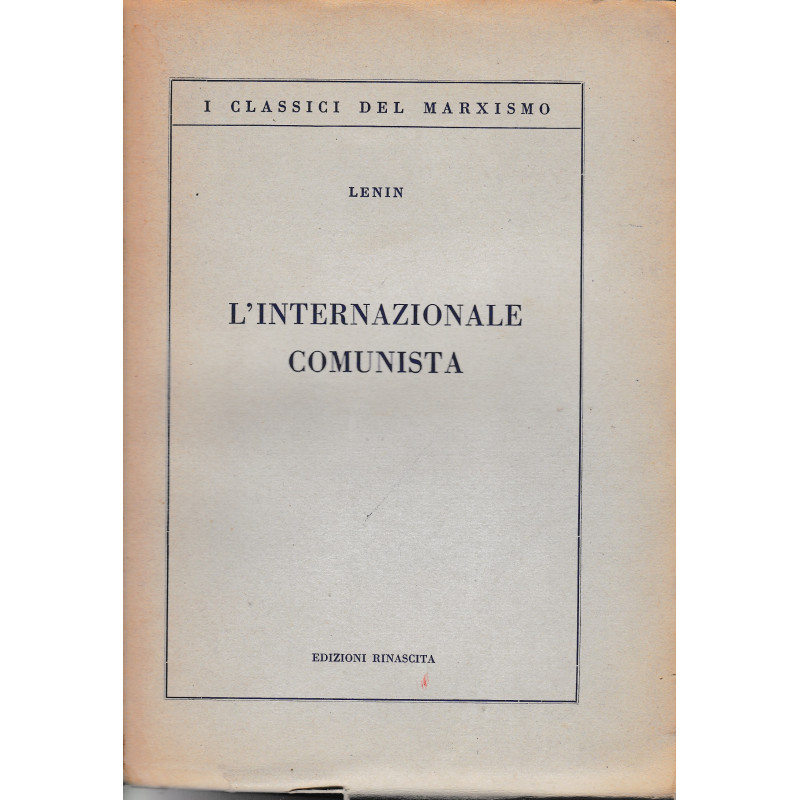 I CLASSICI DEL MARXISMO
LENIN
L'INTERNAZIONALE
COMUNISTA
EDIZIONI RINASCITA